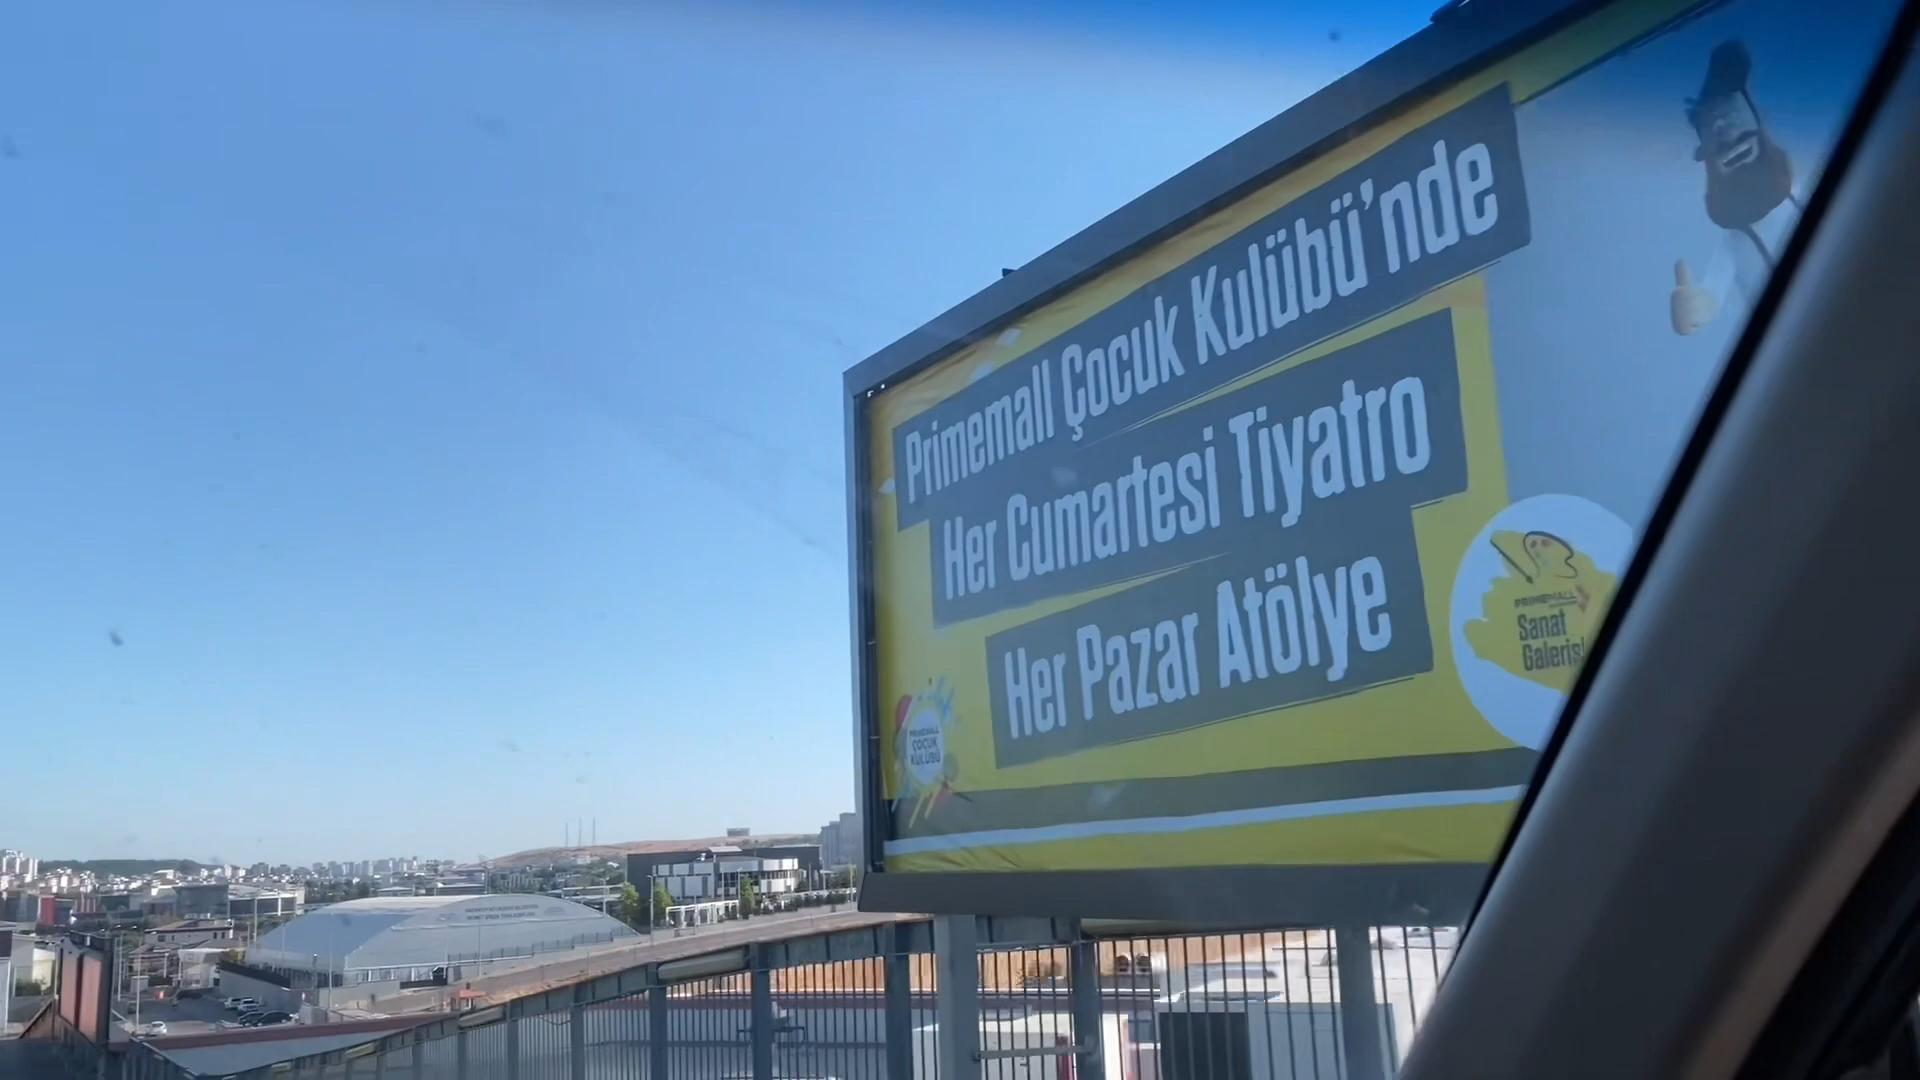 Primemall Çocuk Kulübü'nde
Her Cumartesi Tiyatro
Her Pazar Atölye
PRIMEMALL
ÇOCUK
KULÜBÜ
PRIMEMALL
Sanat
Galerisi